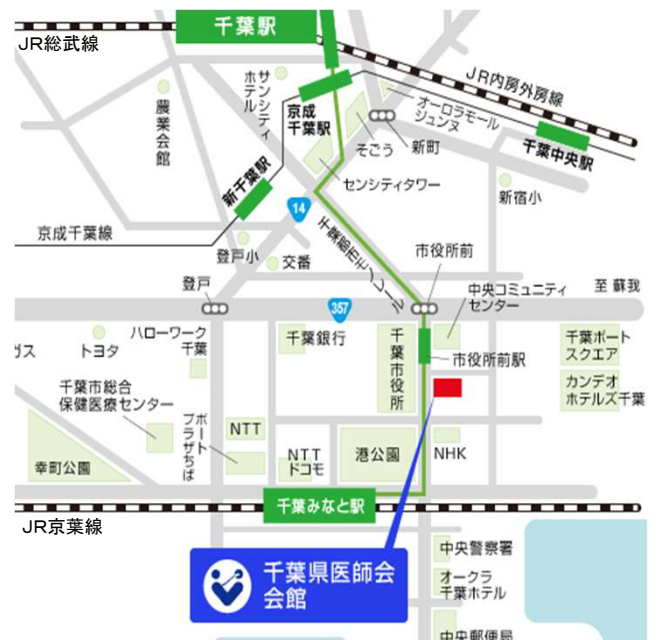 千葉駅
JR総武線
サンシティ
ホテル
農業会館
京成
千葉駅
JR内房外房線
オーロラモール
ジュンヌ
そごう
新町
千葉中央駅
新千葉駅
センシティタワー
新宿小
14
京成千葉線
登戸小
交番
千葉都市モノレール
市役所前
登戸
中央コミュニティ
センター
至 蘇我
357
ハローワーク
千葉
ガス
トヨタ
千葉銀行
千葉市役所
市役所前駅
千葉ポート
スクエア
カンデオ
ホテルズ千葉
千葉市総合
保健医療センター
ポート
プラザちば
NTT
NTT
ドコモ
港公園
NHK
幸町公園
千葉みなと駅
JR京葉線
千葉県医師会
会館
中央警察署
オークラ
千葉ホテル
中央郵便局